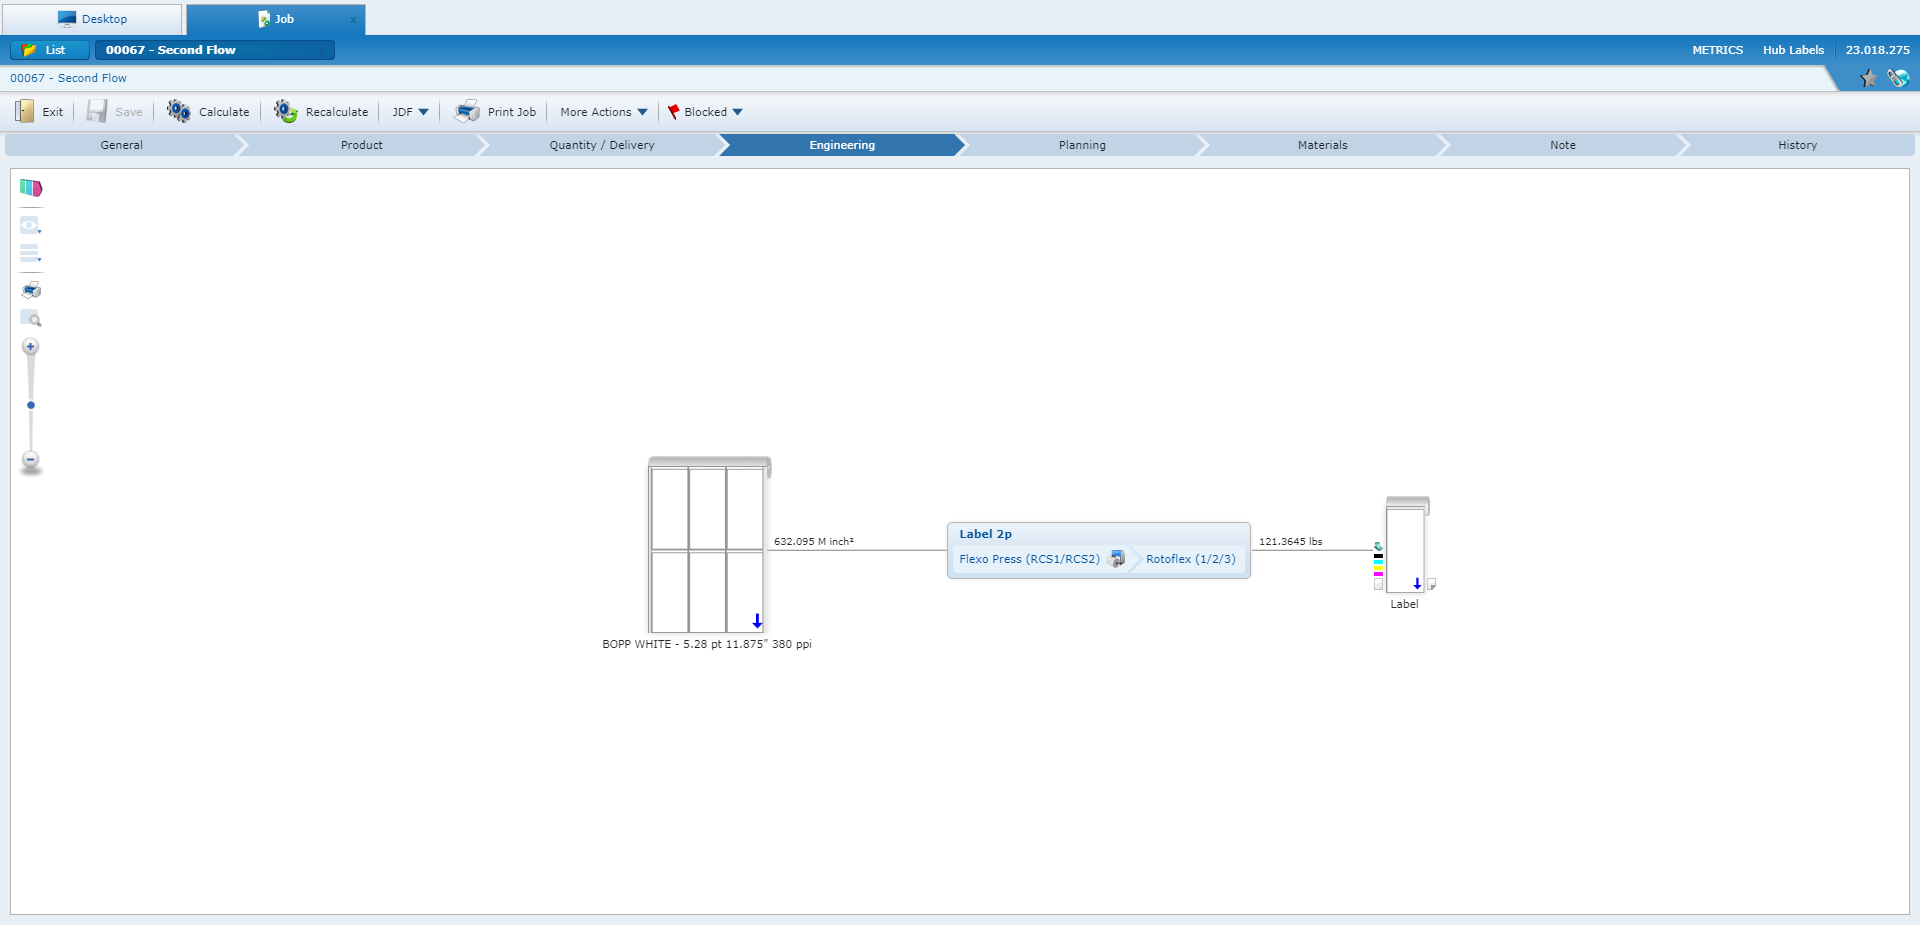 Desktop
Job
x
List
00067 - Second Flow
x
METRICS
Hub Labels
23.018.275
00067 - Second Flow
Exit
Save
Calculate
Recalculate
JDF
Print Job
More Actions
Blocked
General
Product
Quantity / Delivery
Engineering
Planning
Materials
Note
History
632.095 M inch²
Label 2p
Flexo Press (RCS1/RCS2)
Rotoflex (1/2/3)
121.3645 lbs
Label
BOPP WHITE - 5.28 pt 11.875" 380 ppi